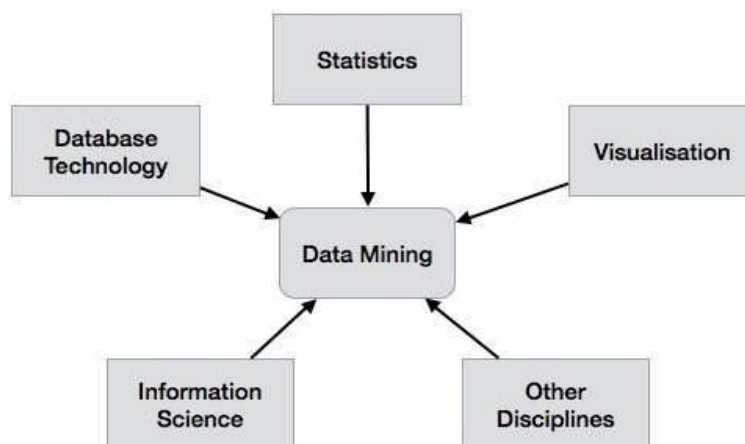 Statistics
Database
Technology
Visualisation
Data Mining
Information
Science
Other
Disciplines